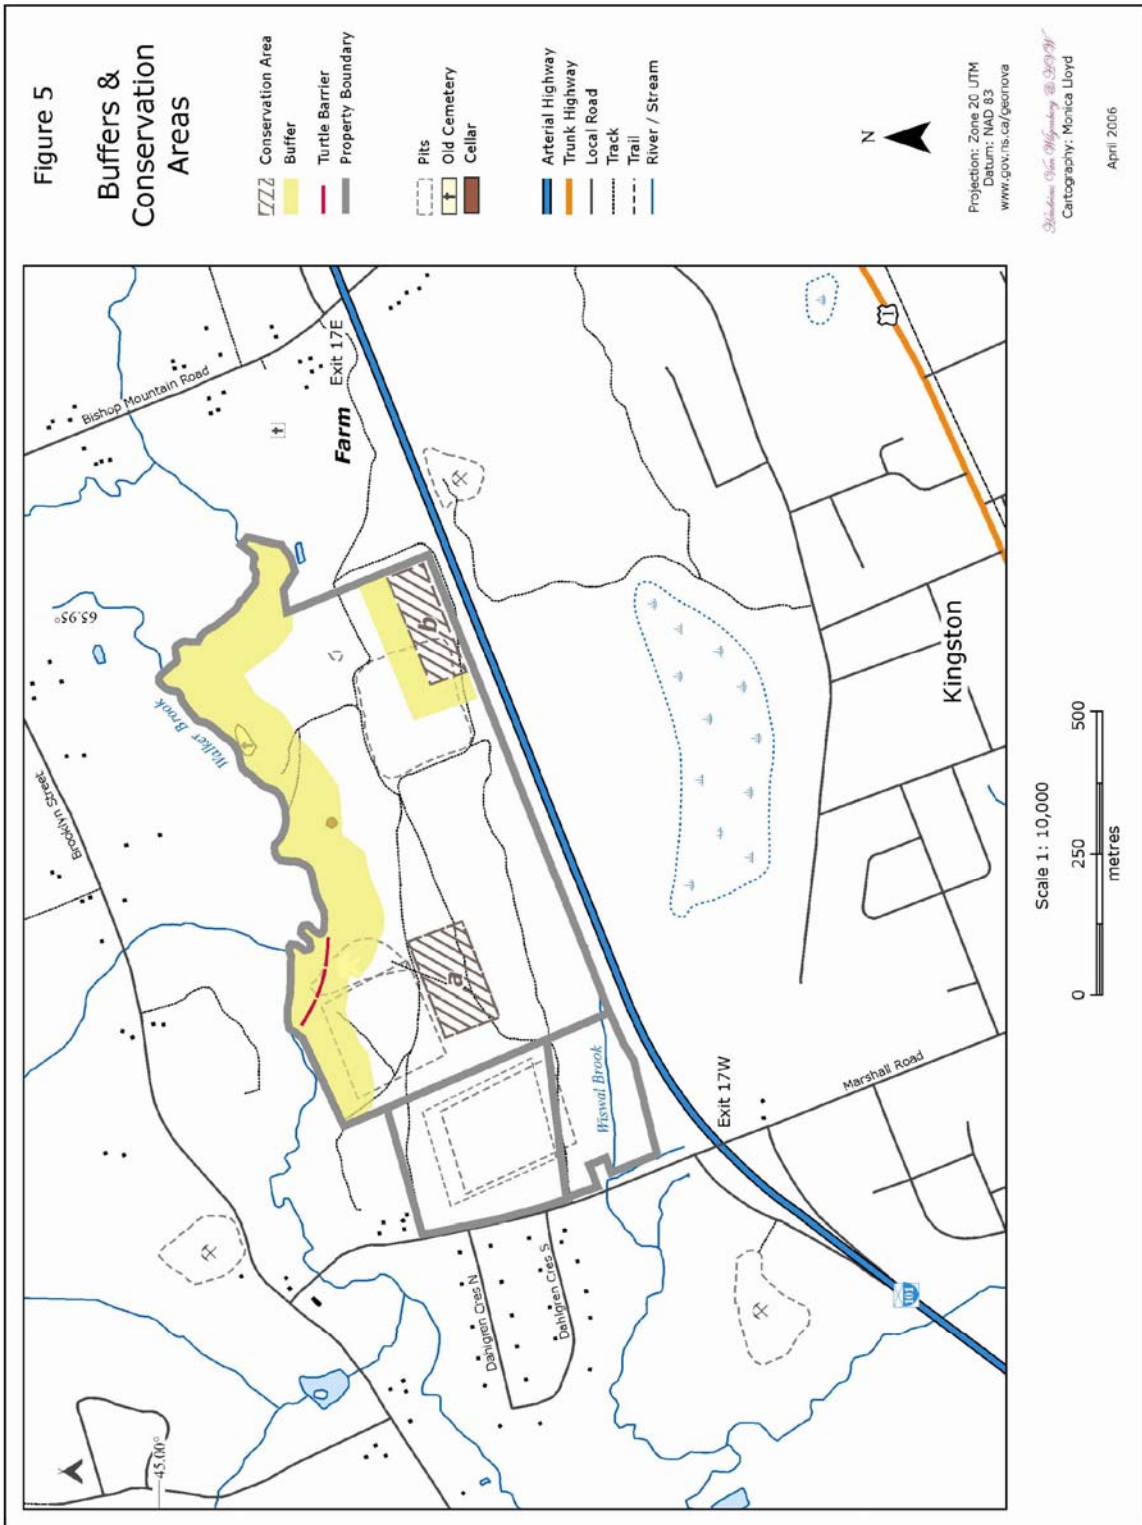 Figure 5
Buffers &
Conservation
Areas
Conservation Area
Buffer
Turtle Barrier
Property Boundary
Pits
Old Cemetery
Cellar
Arterial Highway
Trunk Highway
Local Road
Track
Trail
River / Stream
N
Projection: Zone 20 UTM
Datum: NAD 83
www.gov.ns.ca/geonova
Cartography: Monica Lloyd
April 2006
45.00°
65.95°
Brooklyn Street
Walker Brook
Bishop Mountain Road
Farm
Exit 17E
a
b
Dahlgren Cres N
Dahlgren Cres S
Wiswal Brook
Exit 17W
Marshall Road
101
1
Kingston
Scale 1: 10,000
0 250 500
metres